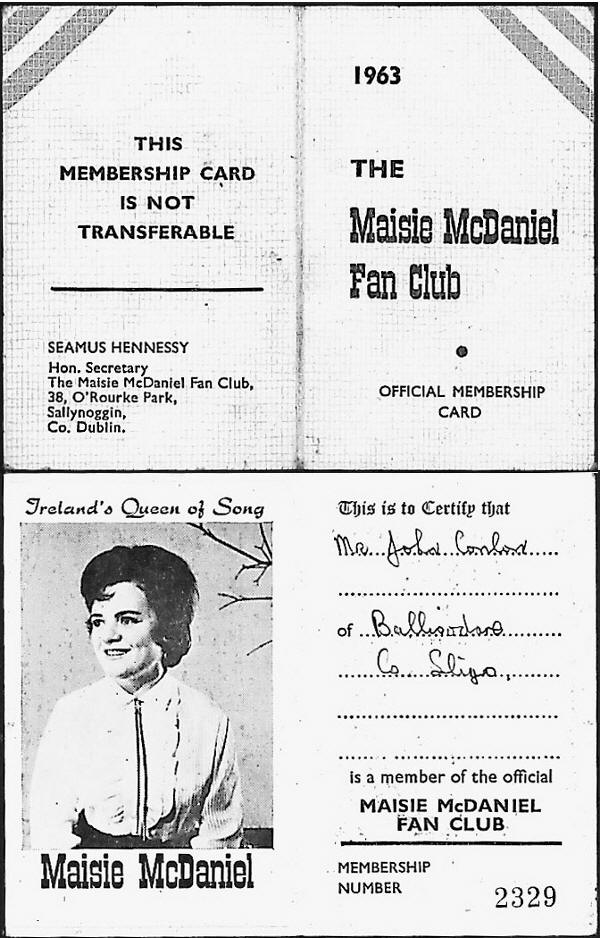 THIS
MEMBERSHIP CARD
IS NOT
TRANSFERABLE
SEAMUS HENNESSY
Hon. Secretary
The Maisie McDaniel Fan Club,
38, O'Rourke Park,
Sallynoggin,
Co. Dublin.
1963
THE
Maisie McDaniel
Fan Club
OFFICIAL MEMBERSHIP
CARD
Ireland's Queen of Song
Maisie McDaniel
This is to Certify that
Mr. John Conlon
of Ballisodare
Co. Sligo,
is a member of the official
MAISIE McDANIEL
FAN CLUB
MEMBERSHIP
NUMBER 2329